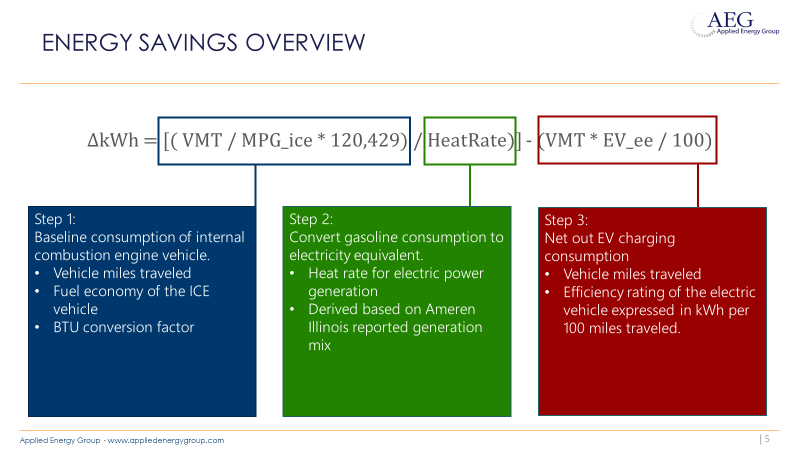 ENERGY SAVINGS OVERVIEW
AEG
Applied Energy Group
ΔkWh = [( VMT / MPG_ice * 120,429) / HeatRate)] - (VMT * EV_ee / 100)
Step 1:
Baseline consumption of internal
combustion engine vehicle.
• Vehicle miles traveled
• Fuel economy of the ICE
vehicle
• BTU conversion factor
Step 2:
Convert gasoline consumption to
electricity equivalent.
• Heat rate for electric power
generation
• Derived based on Ameren
Illinois reported generation
mix
Step 3:
Net out EV charging
consumption
• Vehicle miles traveled
• Efficiency rating of the electric
vehicle expressed in kWh per
100 miles traveled.
Applied Energy Group · www.appliedenergygroup.com
| 5